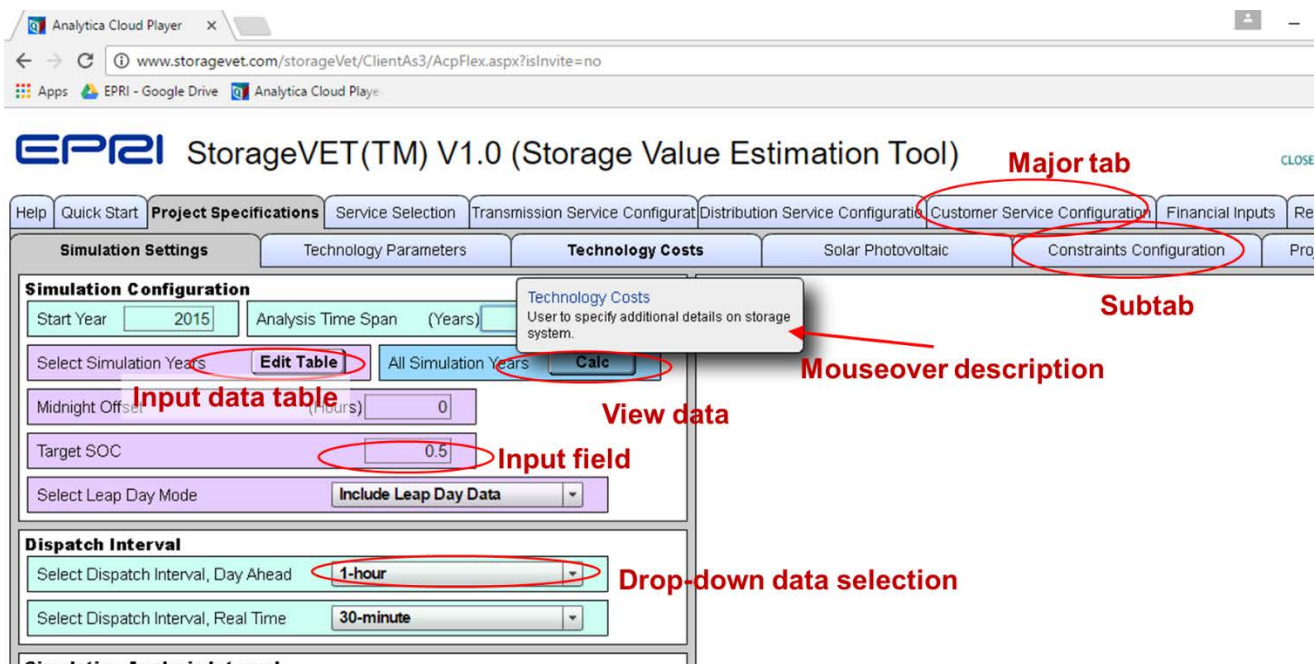 Analytica Cloud Player
www.storagevet.com/storageVet/ClientAs3/AcpFlex.aspx?isInvite=no
Apps EPRI - Google Drive Analytica Cloud Playe
EPRI StorageVET(TM) V1.0 (Storage Value Estimation Tool)
Major tab
CLOSE
Help Quick Start Project Specifications Service Selection Transmission Service Configurat Distribution Service Configuratio Customer Service Configuration Financial Inputs Re
Simulation Settings Technology Parameters Technology Costs Solar Photovoltaic Constraints Configuration Proj
Subtab
Simulation Configuration
Start Year 2015 Analysis Time Span (Years)
Technology Costs
User to specify additional details on storage
system.
Mouseover description
Select Simulation Years Edit Table All Simulation Years Calc
Input data table
View data
Midnight Offset (Hours) 0
Target SOC 0.5
Input field
Select Leap Day Mode Include Leap Day Data
Dispatch Interval
Select Dispatch Interval, Day Ahead 1-hour
Drop-down data selection
Select Dispatch Interval, Real Time 30-minute